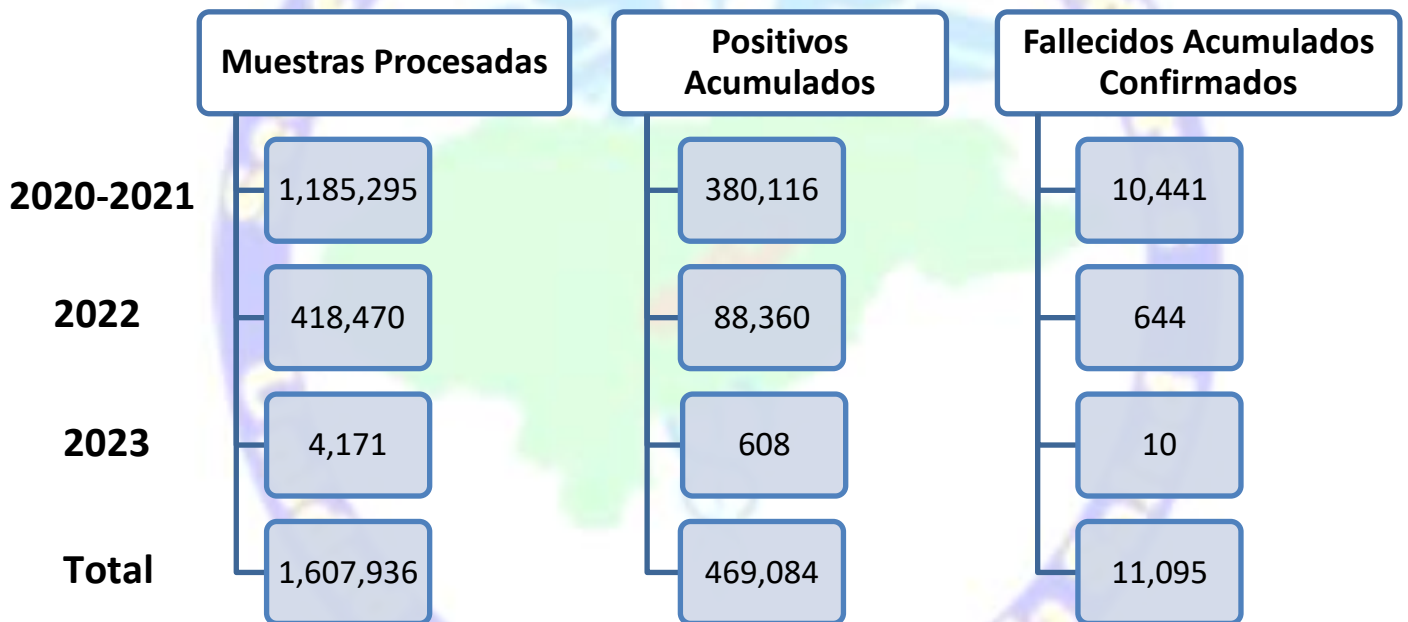 Muestras Procesadas
Positivos
Acumulados
Fallecidos Acumulados
Confirmados
2020-2021
1,185,295
380,116
10,441
2022
418,470
88,360
644
2023
4,171
608
10
Total
1,607,936
469,084
11,095